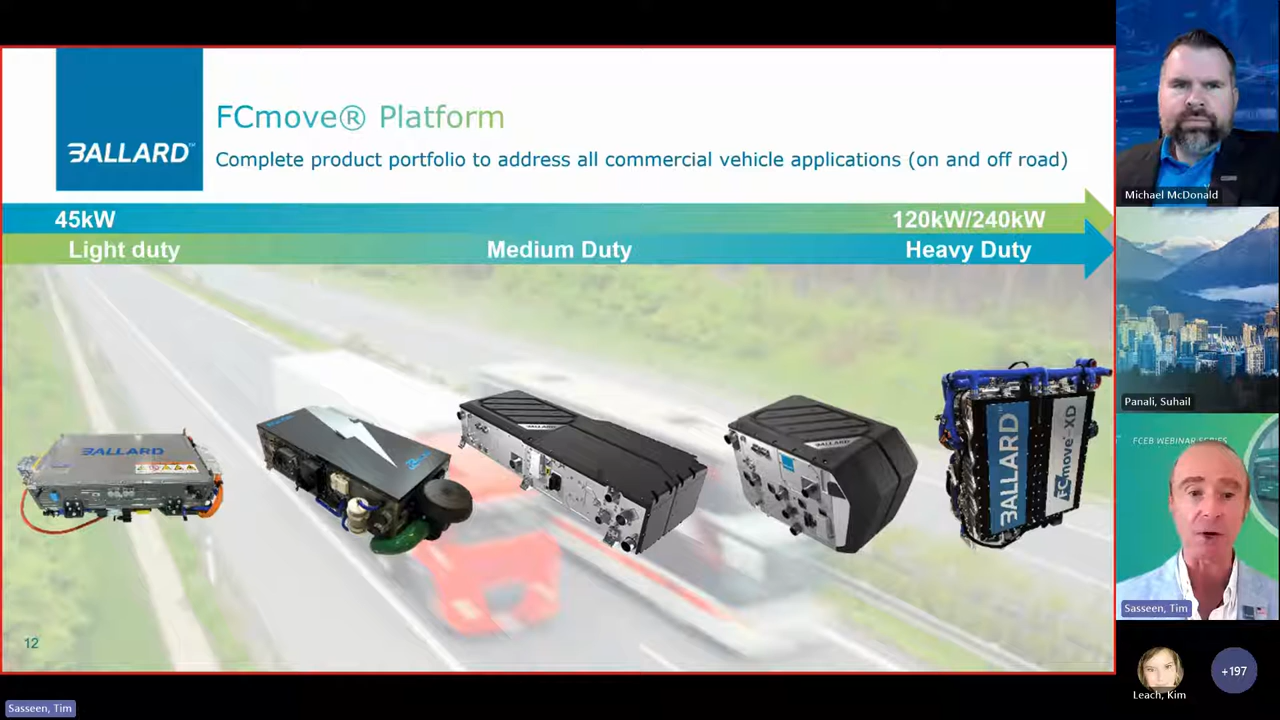 BALLARD™
FCmove® Platform
Complete product portfolio to address all commercial vehicle applications (on and off road)
45kW
120kW/240kW
Light duty
Medium Duty
Heavy Duty
BALLARD
BALLARD
BALLARD
BALLARD
FCmove®-XD
12
Sasseen, Tim
Michael McDonald
Panali, Suhail
FCEB WEBINAR SERIES
Sasseen, Tim
Leach, Kim
+197